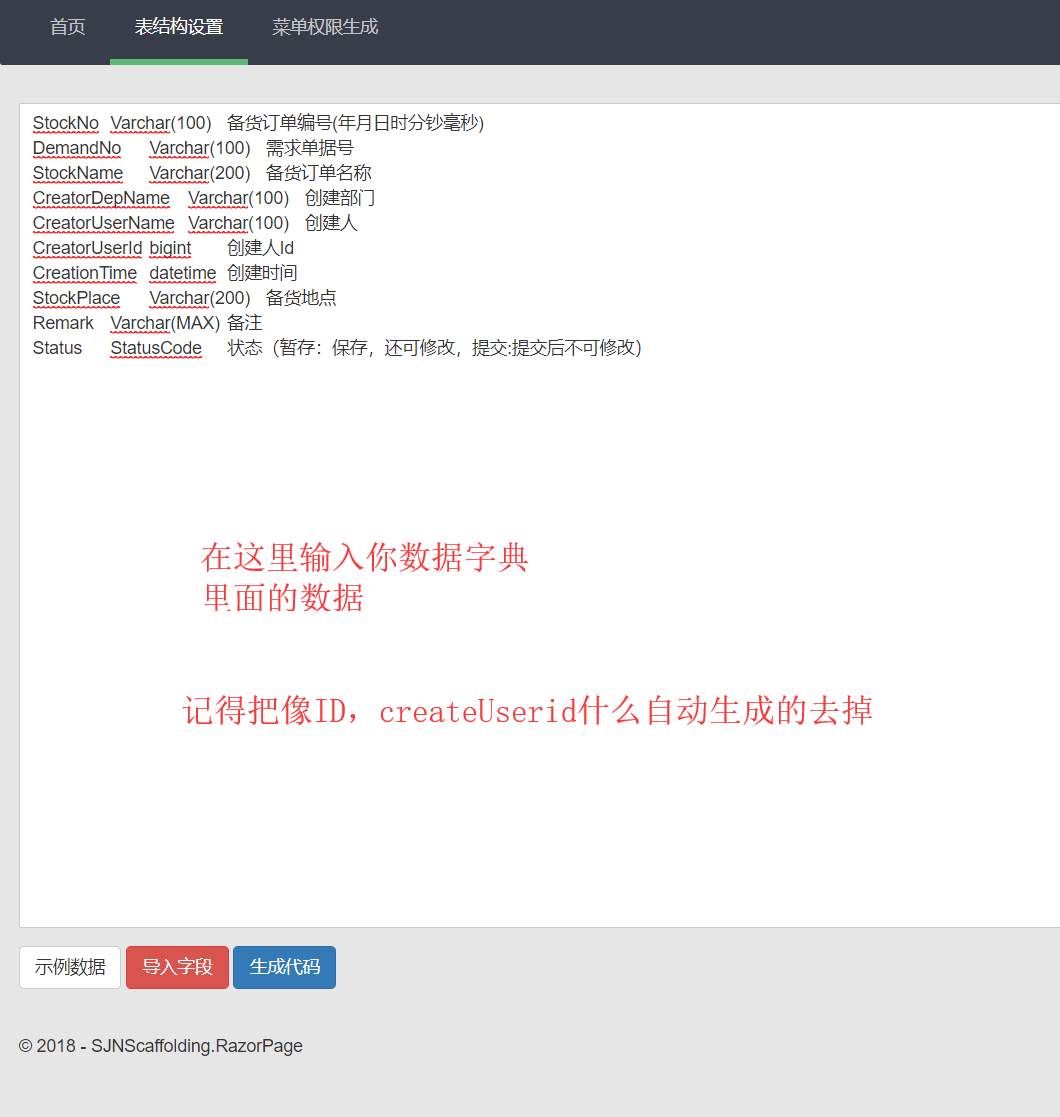 首页 表结构设置 菜单权限生成
StockNo Varchar(100) 备货订单编号(年月日时分钞毫秒)
DemandNo Varchar(100) 需求单据号
StockName Varchar(200) 备货订单名称
CreatorDepName Varchar(100) 创建部门
CreatorUserName Varchar(100) 创建人
CreatorUserId bigint 创建人Id
CreationTime datetime 创建时间
StockPlace Varchar(200) 备货地点
Remark Varchar(MAX) 备注
Status StatusCode 状态（暂存：保存，还可修改，提交:提交后不可修改）
在这里输入你数据字典
里面的数据
记得把像ID，createUserid什么自动生成的去掉
示例数据 导入字段 生成代码
© 2018 - SJNScaffolding.RazorPage